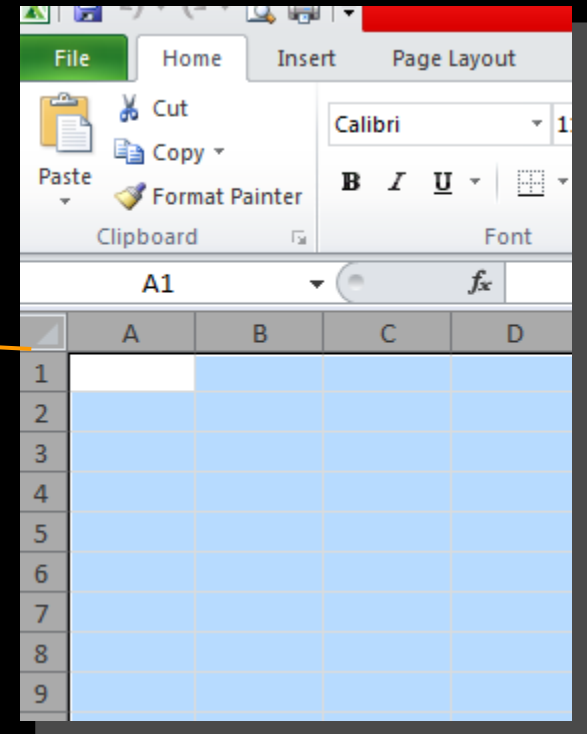 File Home Insert Page Layout
Cut
Calibri
Copy
Paste
B I U
Format Painter
Clipboard Font
A1 fx
A B C D
1
2
3
4
5
6
7
8
9